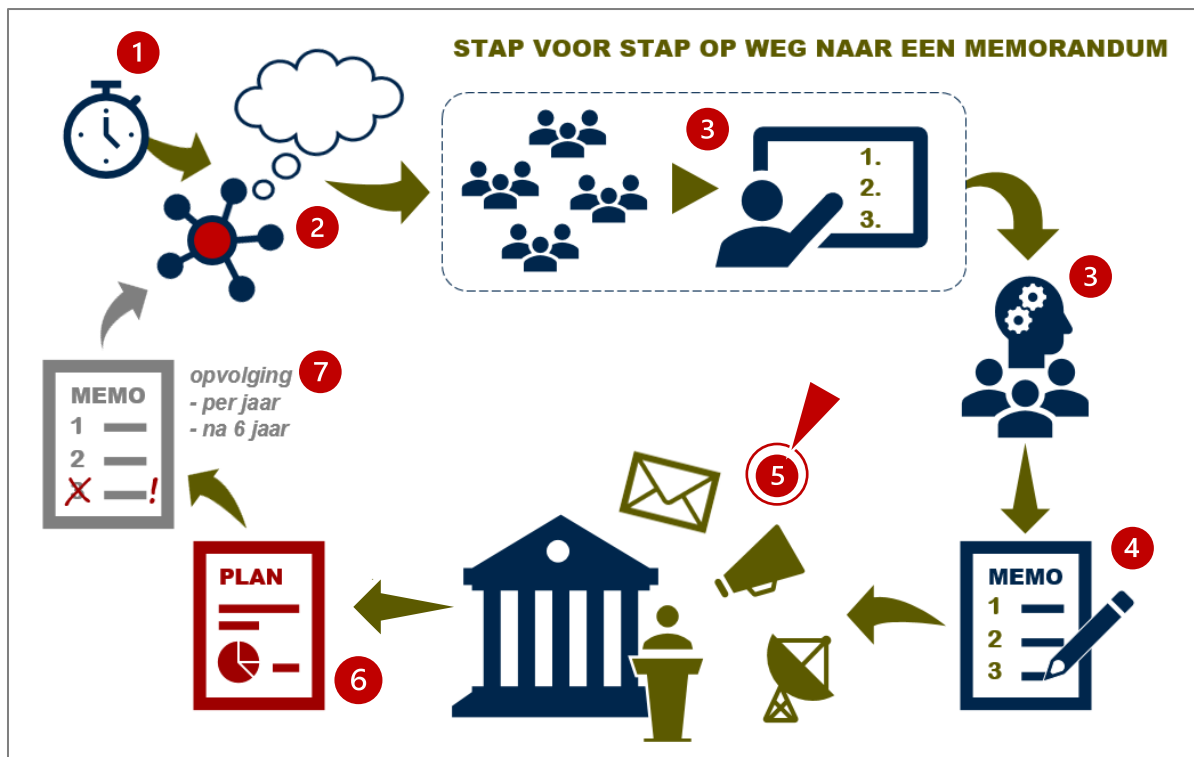 STAP VOOR STAP OP WEG NAAR EEN MEMORANDUM
1
2
3
1.
2.
3.
3
4
MEMO
1
2
3
5
PLAN
6
opvolging
- per jaar
- na 6 jaar
7
MEMO
1
2
3 !